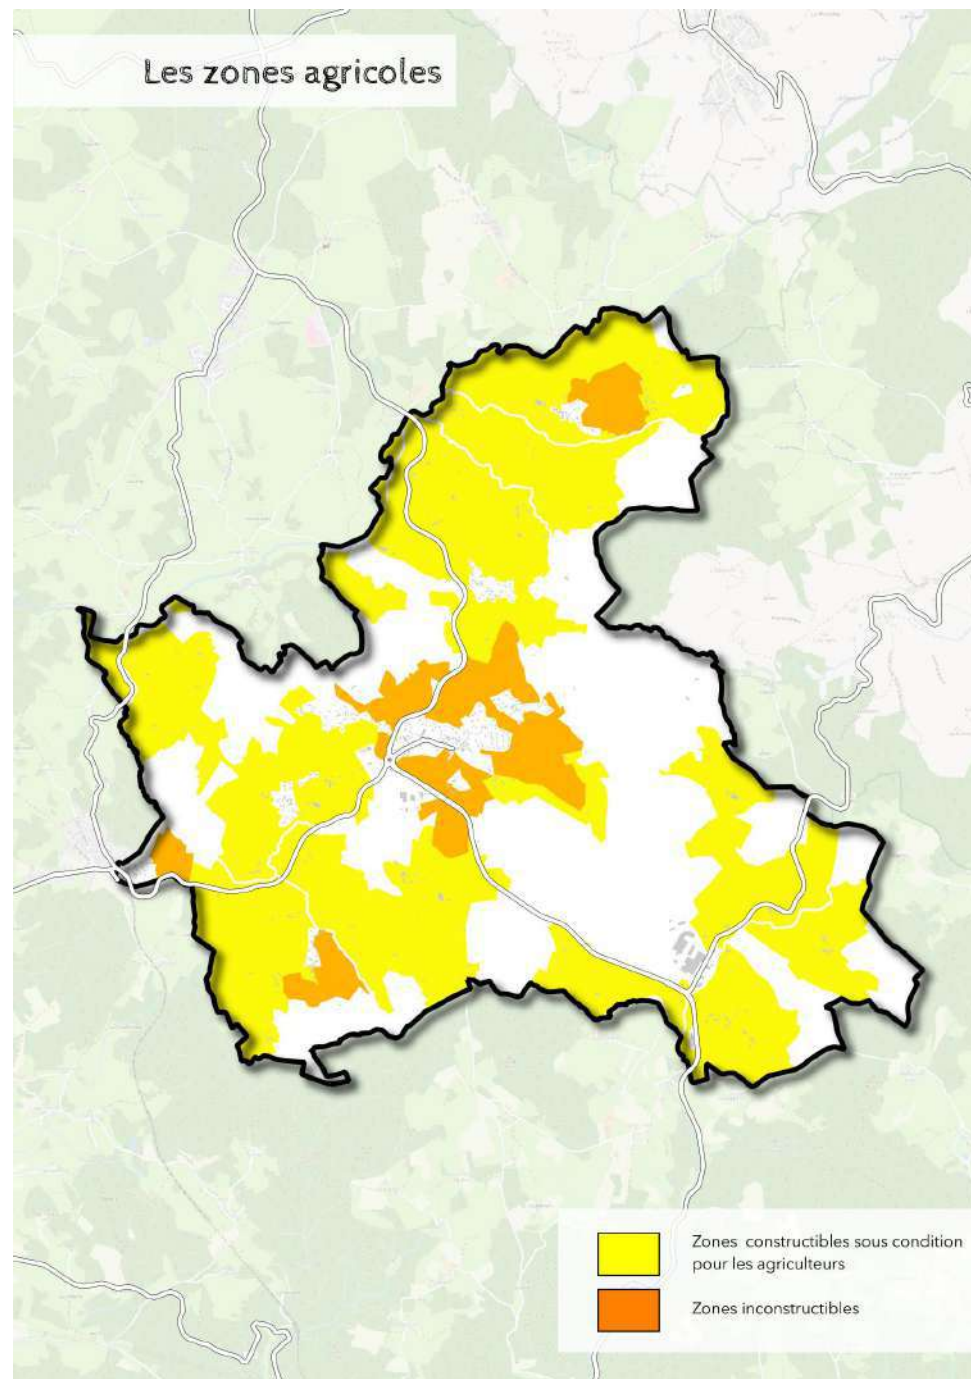 Les zones agricoles
Zones constructibles sous condition
pour les agriculteurs
Zones inconstructibles